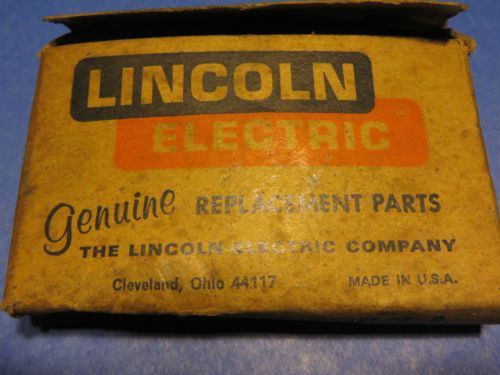 LINCOLN
ELECTRIC
Genuine REPLACEMENT PARTS
THE LINCOLN ELECTRIC COMPANY
Cleveland, Ohio 44117 MADE IN U.S.A.